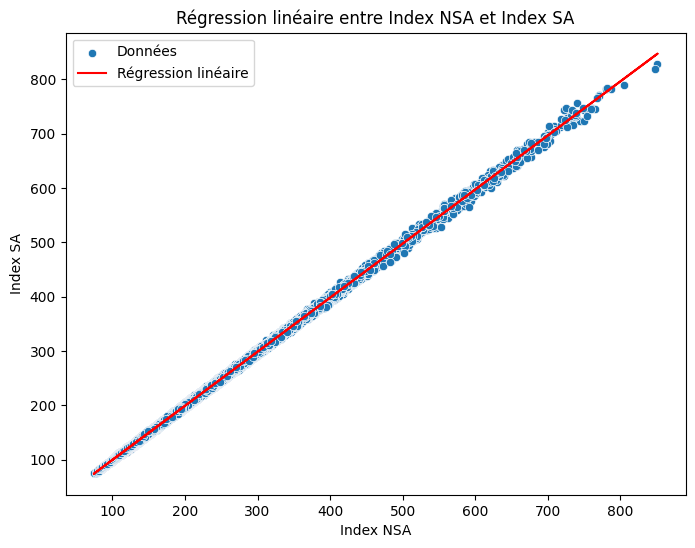 Régression linéaire entre Index NSA et Index SA
Données
Régression linéaire
800
700
600
500
400
300
200
100
Index SA
100 200 300 400 500 600 700 800
Index NSA